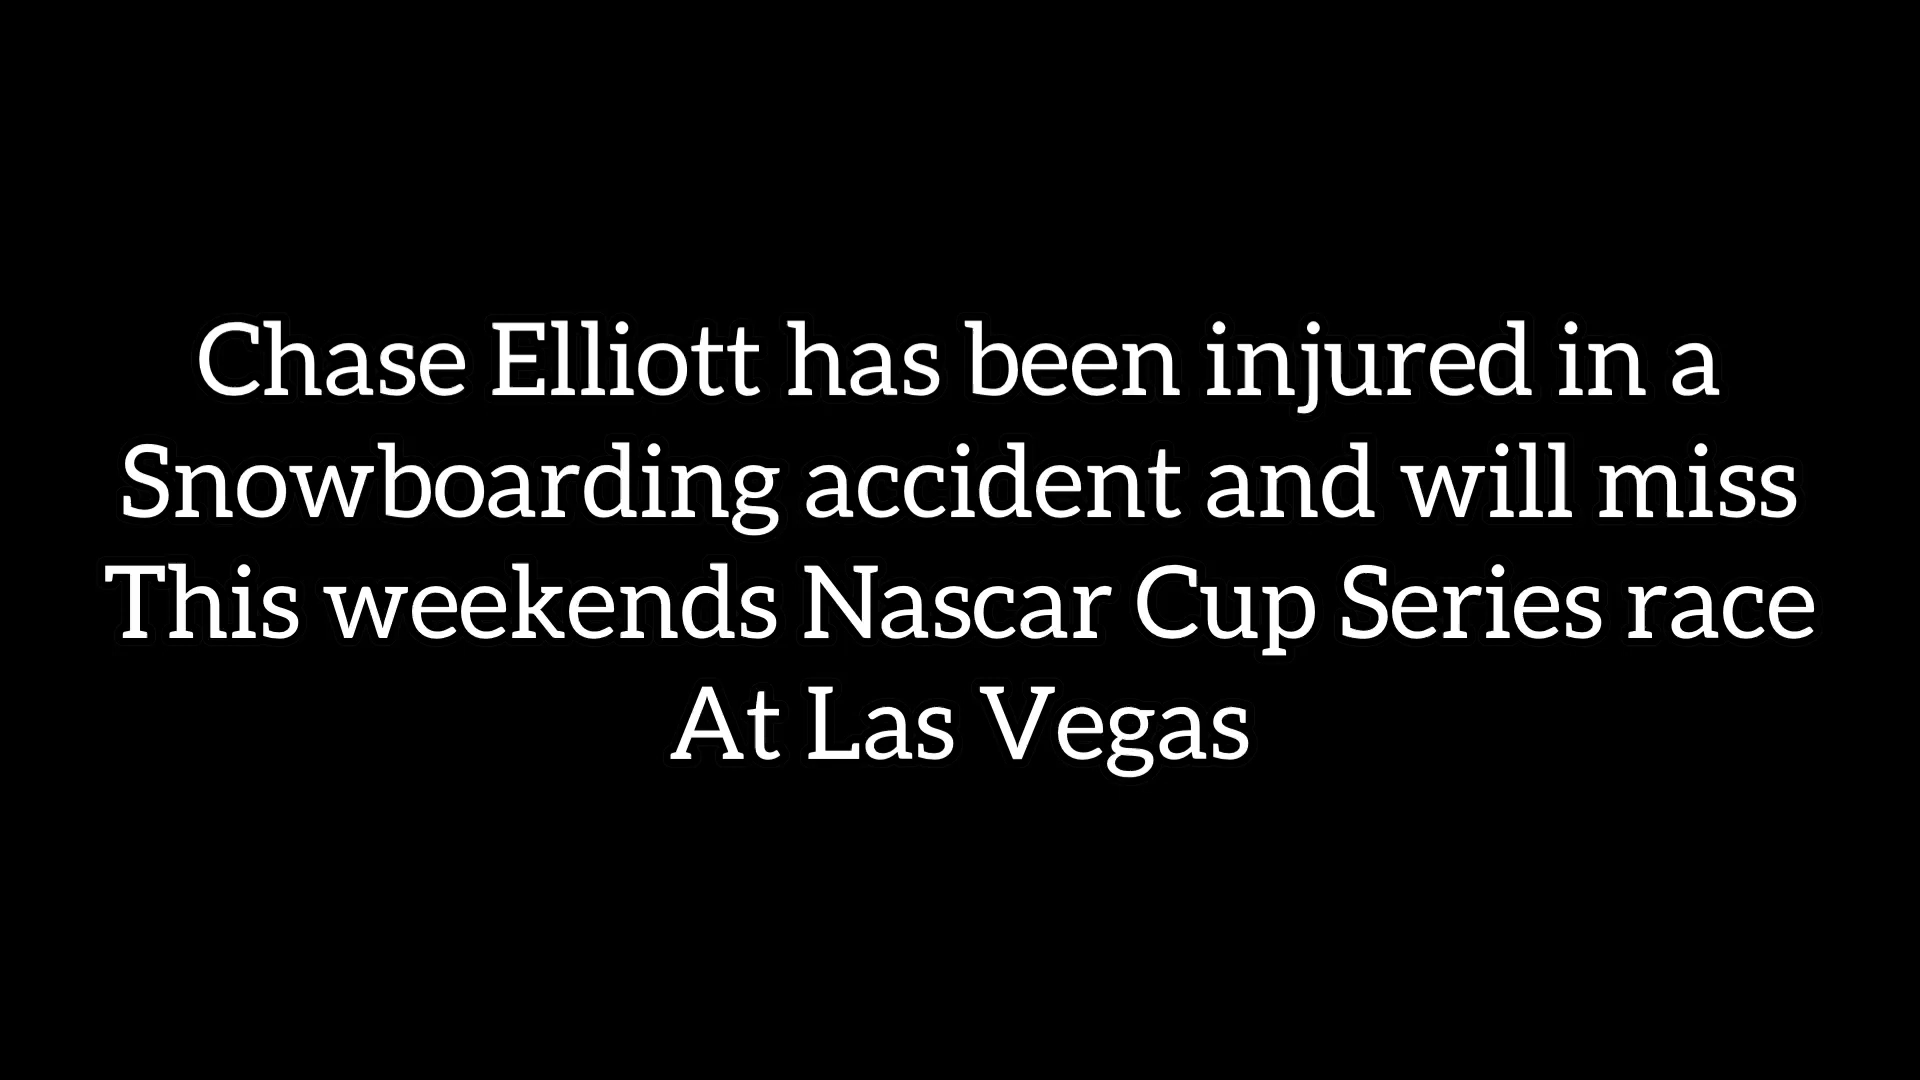 Chase Elliott has been injured in a
Snowboarding accident and will miss
This weekends Nascar Cup Series race
At Las Vegas